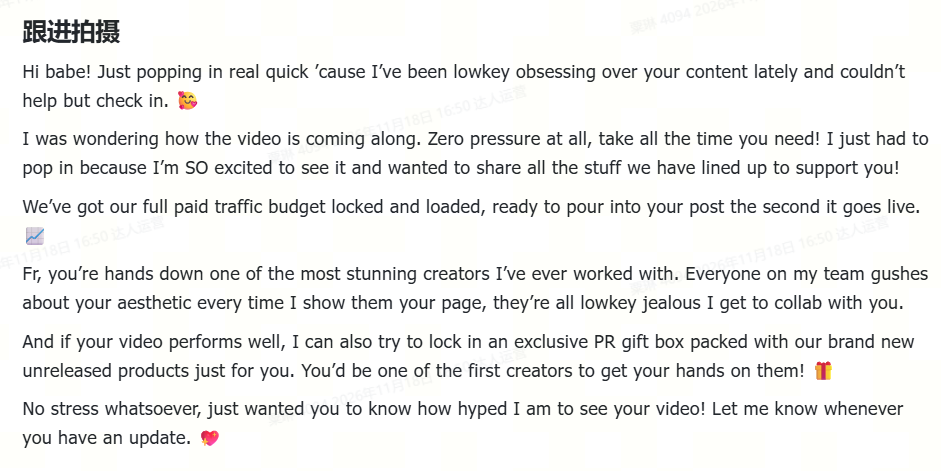 跟进拍摄
Hi babe! Just popping in real quick ’cause I’ve been lowkey obsessing over your content lately and couldn’t
help but check in. 🥰
I was wondering how the video is coming along. Zero pressure at all, take all the time you need! I just had to
pop in because I’m SO excited to see it and wanted to share all the stuff we have lined up to support you!
We’ve got our full paid traffic budget locked and loaded, ready to pour into your post the second it goes live.
📈
Fr, you’re hands down one of the most stunning creators I’ve ever worked with. Everyone on my team gushes
about your aesthetic every time I show them your page, they’re all lowkey jealous I get to collab with you.
And if your video performs well, I can also try to lock in an exclusive PR gift box packed with our brand new
unreleased products just for you. You’d be one of the first creators to get your hands on them! 🎁
No stress whatsoever, just wanted you to know how hyped I am to see your video! Let me know whenever
you have an update. 💖